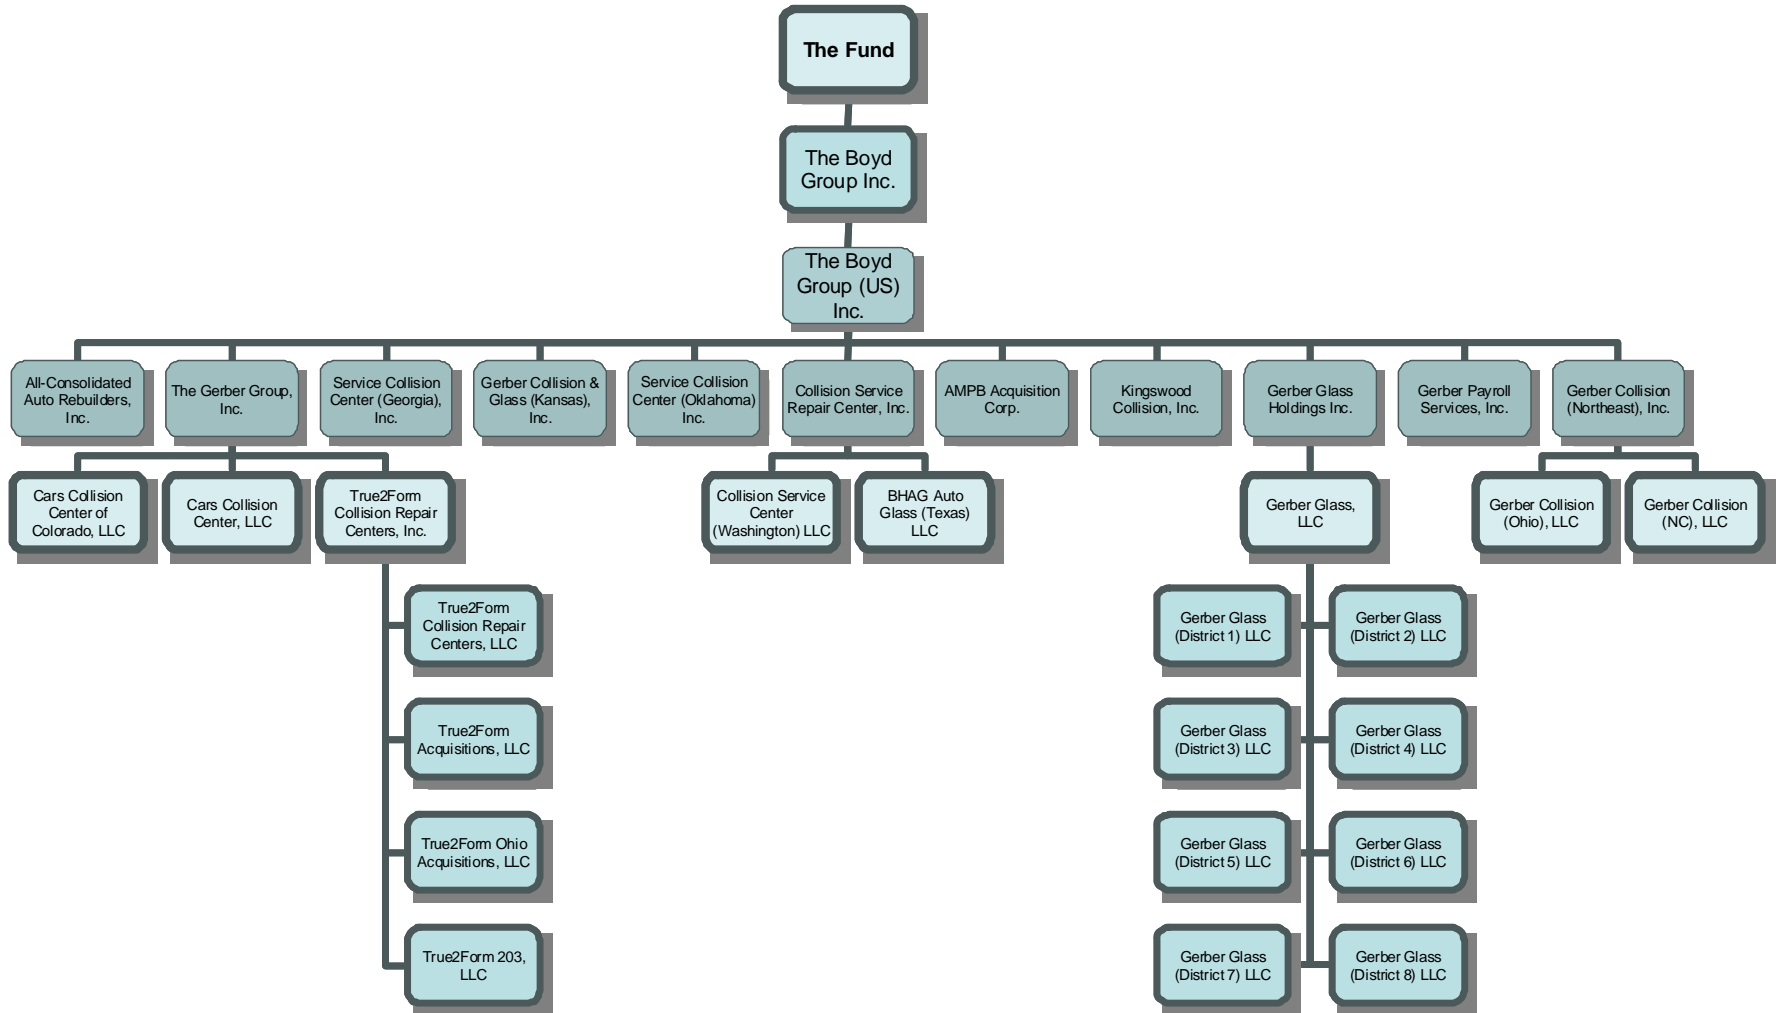 The Fund
The Boyd
Group Inc.
The Boyd
Group (US)
Inc.
All-Consolidated
Auto Rebuilders,
Inc.
The Gerber Group,
Inc.
Service Collision
Center (Georgia),
Inc.
Gerber Collision &
Glass (Kansas),
Inc.
Service Collision
Center (Oklahoma)
Inc.
Collision Service
Repair Center, Inc.
AMPB Acquisition
Corp.
Kingswood
Collision, Inc.
Gerber Glass
Holdings Inc.
Gerber Payroll
Services, Inc.
Gerber Collision
(Northeast), Inc.
Cars Collision
Center of
Colorado, LLC
Cars Collision
Center, LLC
True2Form
Collision Repair
Centers, Inc.
Collision Service
Center
(Washington) LLC
BHAG Auto
Glass (Texas)
LLC
Gerber Glass,
LLC
Gerber Collision
(Ohio), LLC
Gerber Collision
(NC), LLC
True2Form
Collision Repair
Centers, LLC
True2Form
Acquisitions, LLC
True2Form Ohio
Acquisitions, LLC
True2Form 203,
LLC
Gerber Glass
(District 1) LLC
Gerber Glass
(District 2) LLC
Gerber Glass
(District 3) LLC
Gerber Glass
(District 4) LLC
Gerber Glass
(District 5) LLC
Gerber Glass
(District 6) LLC
Gerber Glass
(District 7) LLC
Gerber Glass
(District 8) LLC